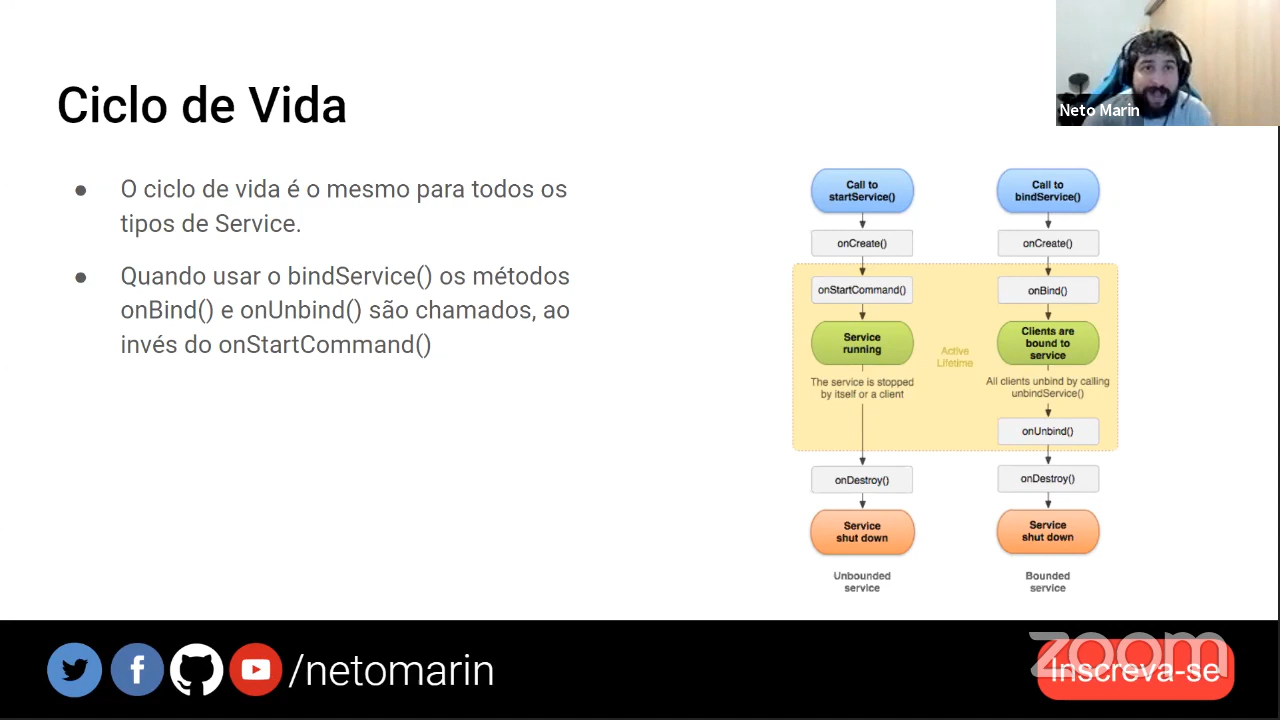 Neto Marin
Ciclo de Vida
● O ciclo de vida é o mesmo para todos os
tipos de Service.
● Quando usar o bindService() os métodos
onBind() e onUnbind() são chamados, ao
invés do onStartCommand()
Call to
startService()
onCreate()
onStartCommand()
Service
running
The service is stopped
by itself or a client
onDestroy()
Service
shut down
Unbounded
service
Active
Lifetime
Call to
bindService()
onCreate()
onBind()
Clients are
bound to
service
All clients unbind by calling
unbindService()
onUnbind()
onDestroy()
Service
shut down
Bounded
service
/netomarin
zoom
Inscreva-se